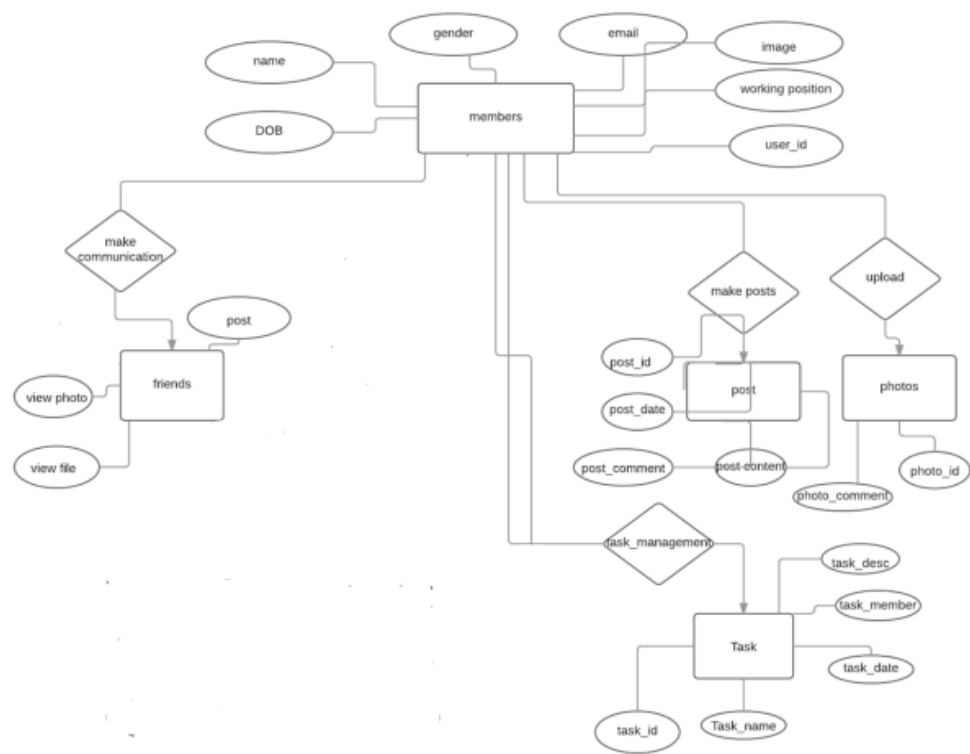 gender
email
image
name
working position
members
DOB
user_id
make
communication
upload
make posts
post
post_id
friends
post
photos
view photo
post_date
view file
post_comment
post content
photo_id
photo_comment
task_management
task_desc
task_member
Task
task_date
task_id
Task_name